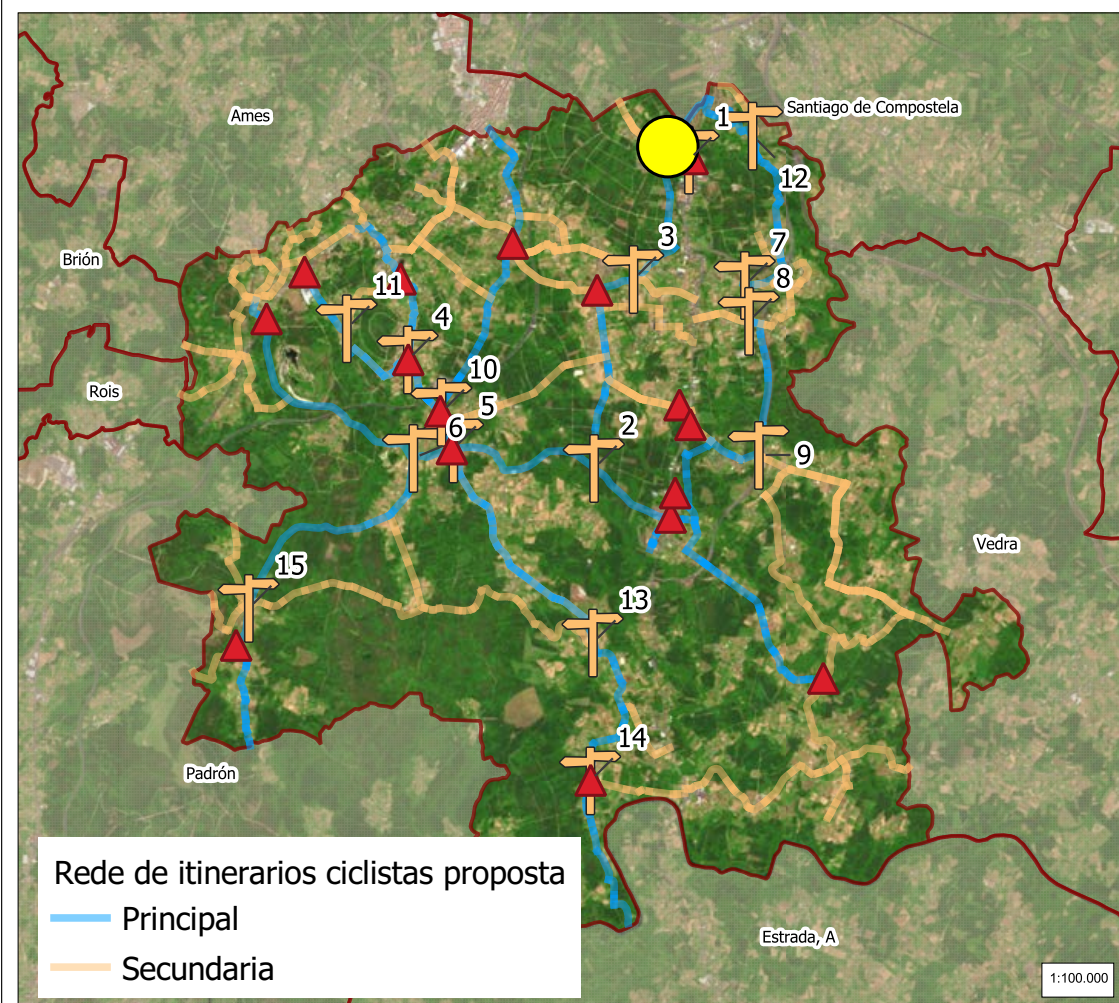 Ames
Santiago de Compostela
1
12
Brión
3
7
8
11
4
Rois
10
5
6
2
9
Vedra
15
13
14
Padrón
Rede de itinerarios ciclistas proposta
Principal
Secundaria
Estrada, A
1:100.000